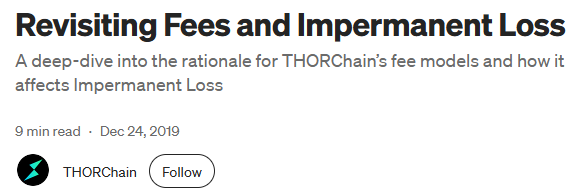 Revisiting Fees and Impermanent Loss
A deep-dive into the rationale for THORChain’s fee models and how it
affects Impermanent Loss
9 min read · Dec 24, 2019
THORChain Follow